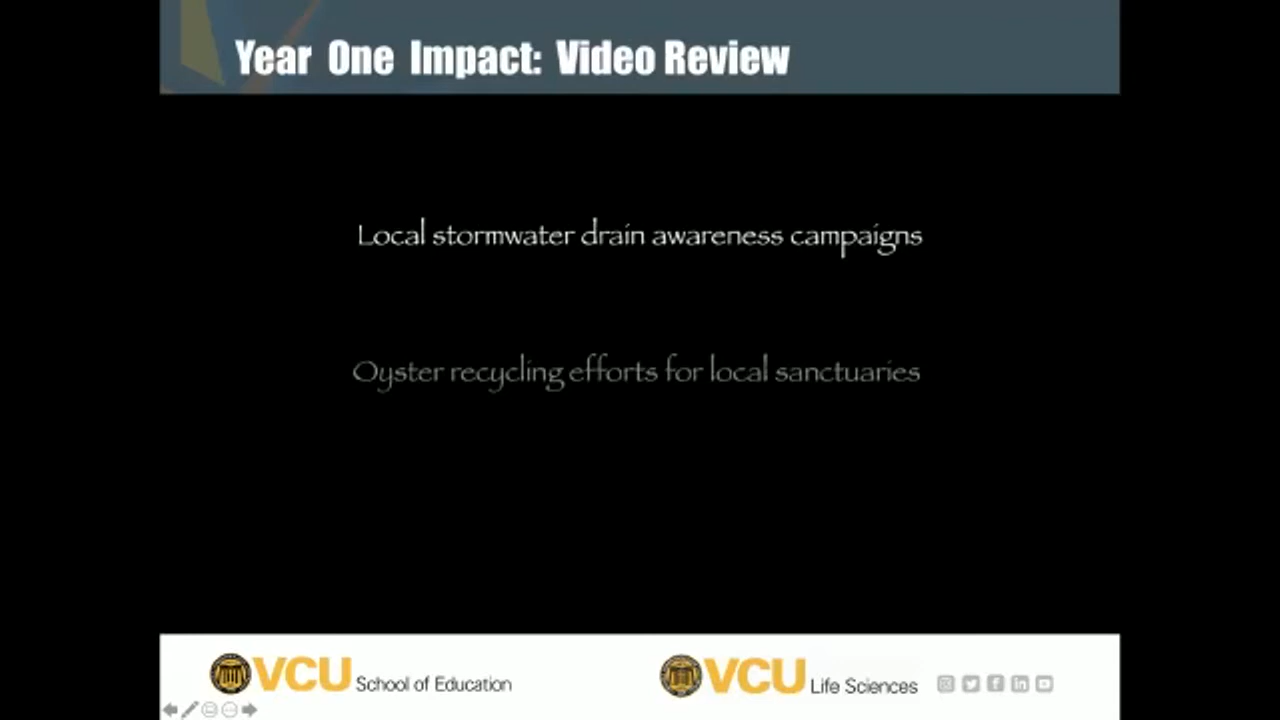 Year One Impact: Video Review
Local stormwater drain awareness campaigns
Oyster recycling efforts for local sanctuaries
VCU School of Education
VCU Life Sciences